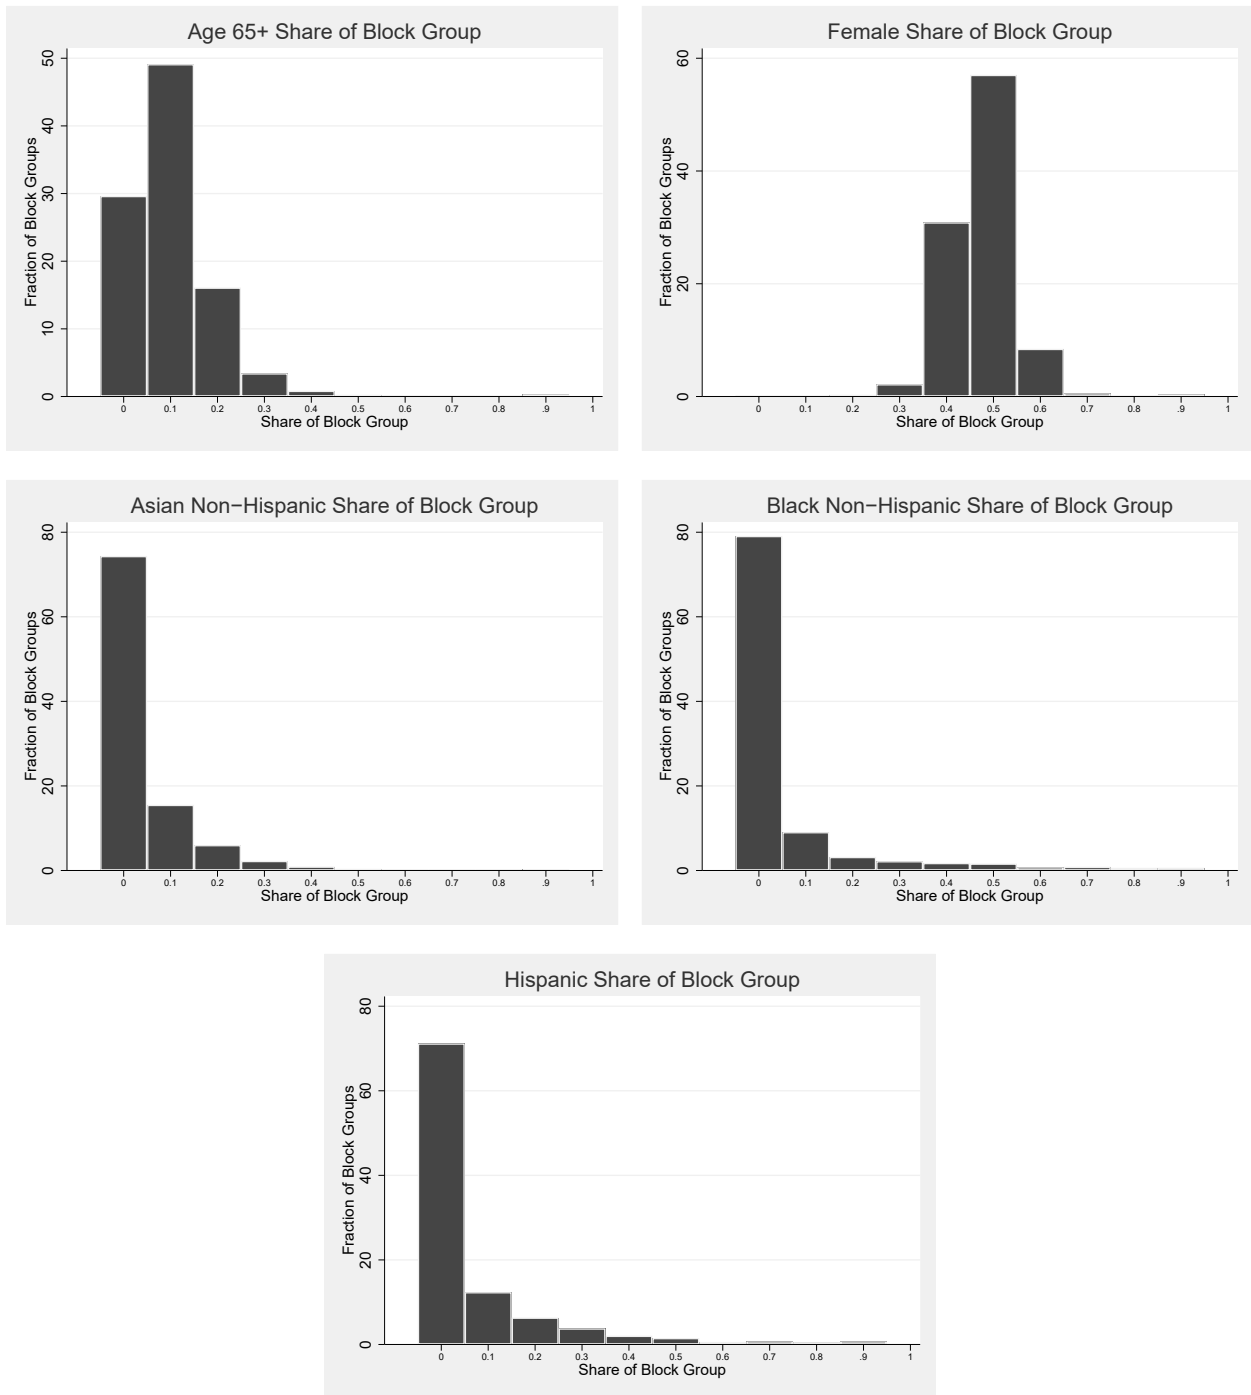 Age 65+ Share of Block Group
Fraction of Block Groups
50
40
30
20
10
0
0 0.1 0.2 0.3 0.4 0.5 0.6 0.7 0.8 .9 1
Share of Block Group
Female Share of Block Group
Fraction of Block Groups
60
40
20
0
0 0.1 0.2 0.3 0.4 0.5 0.6 0.7 0.8 .9 1
Share of Block Group
Asian Non−Hispanic Share of Block Group
Fraction of Block Groups
80
60
40
20
0
0 0.1 0.2 0.3 0.4 0.5 0.6 0.7 0.8 .9 1
Share of Block Group
Black Non−Hispanic Share of Block Group
Fraction of Block Groups
80
60
40
20
0
0 0.1 0.2 0.3 0.4 0.5 0.6 0.7 0.8 .9 1
Share of Block Group
Hispanic Share of Block Group
Fraction of Block Groups
80
60
40
20
0
0 0.1 0.2 0.3 0.4 0.5 0.6 0.7 0.8 .9 1
Share of Block Group